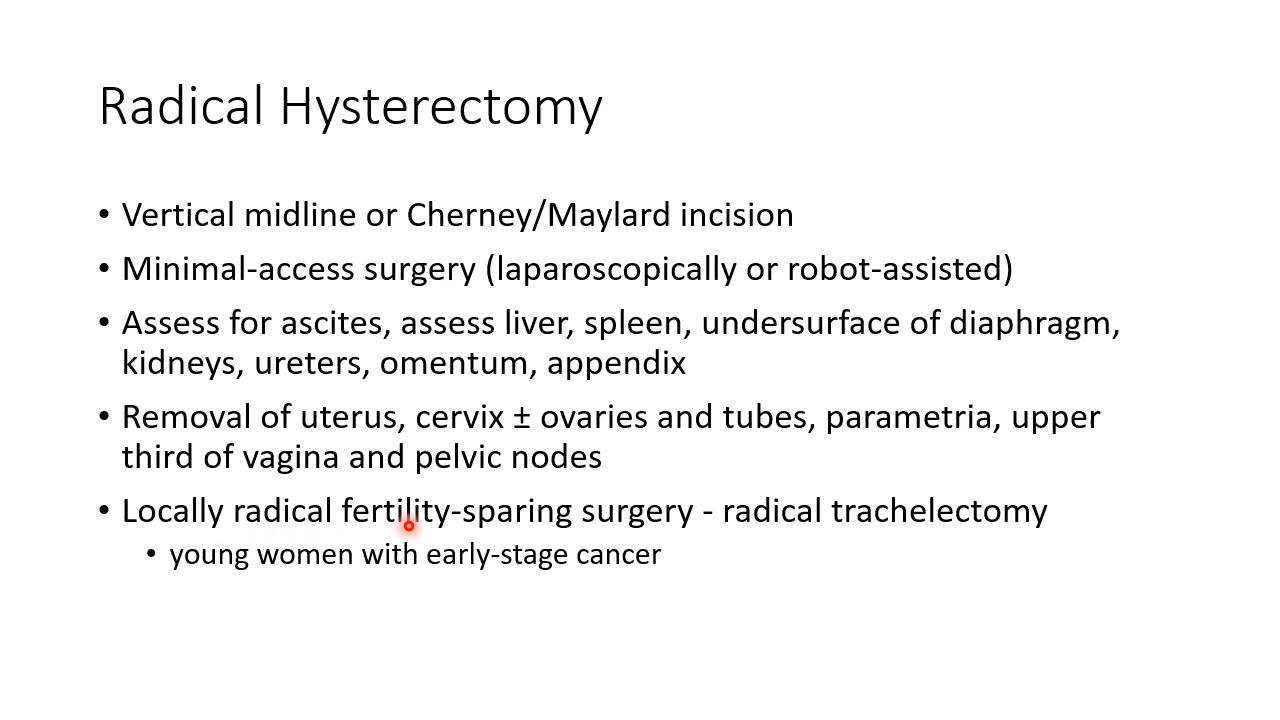 Radical Hysterectomy
• Vertical midline or Cherney/Maylard incision
• Minimal-access surgery (laparoscopically or robot-assisted)
• Assess for ascites, assess liver, spleen, undersurface of diaphragm,
kidneys, ureters, omentum, appendix
• Removal of uterus, cervix ± ovaries and tubes, parametria, upper
third of vagina and pelvic nodes
• Locally radical fertility-sparing surgery - radical trachelectomy
• young women with early-stage cancer